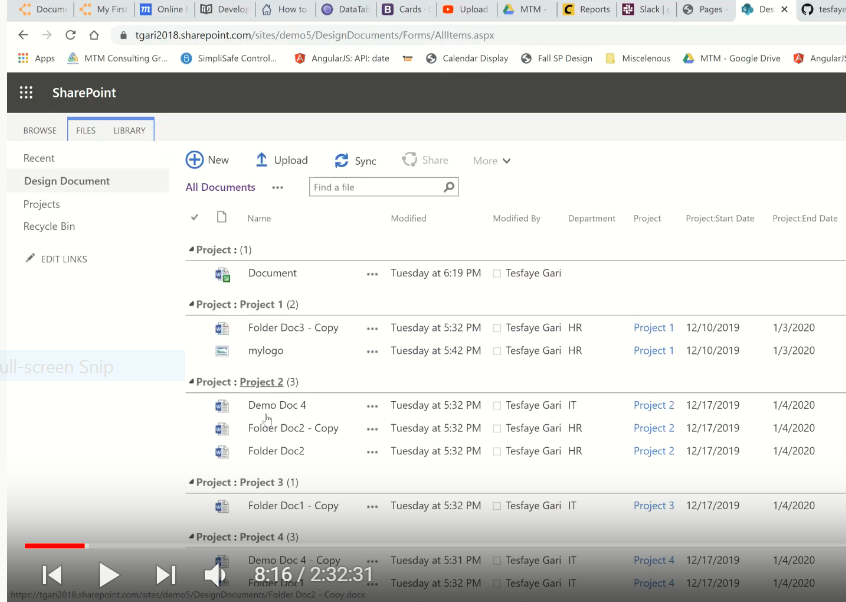 Docum
My First
Online F
Develop
How to
DataTab
Cards -
Upload
MTM -
Reports
Slack | g
Pages -
Des
tesfaye
tgari2018.sharepoint.com/sites/demo5/DesignDocuments/Forms/AllItems.aspx
Apps MTM Consulting Gr... SimpliSafe Control... AngularJS: API: date Calendar Display Fall SP Design Miscelenous MTM - Google Drive AngularJS
SharePoint
BROWSE FILES LIBRARY
Recent
Design Document
Projects
Recycle Bin
EDIT LINKS
New Upload Sync Share More
All Documents ... Find a file
Name Modified Modified By Department Project Project:Start Date Project:End Date
Project : (1)
Document ... Tuesday at 6:19 PM Tesfaye Gari
Project : Project 1 (2)
Folder Doc3 - Copy ... Tuesday at 5:32 PM Tesfaye Gari HR Project 1 12/10/2019 1/3/2020
mylogo ... Tuesday at 5:42 PM Tesfaye Gari HR Project 1 12/10/2019 1/3/2020
ull-screen Snip
Project : Project 2 (3)
Demo Doc 4 ... Tuesday at 5:32 PM Tesfaye Gari IT Project 2 12/17/2019 1/4/2020
Folder Doc2 - Copy ... Tuesday at 5:32 PM Tesfaye Gari HR Project 2 12/17/2019 1/4/2020
Folder Doc2 ... Tuesday at 5:32 PM Tesfaye Gari HR Project 2 12/17/2019 1/4/2020
Project : Project 3 (1)
Folder Doc1 - Copy ... Tuesday at 5:32 PM Tesfaye Gari IT Project 3 12/17/2019 1/4/2020
Project : Project 4 (3)
Demo Doc 4 - Copy ... Tuesday at 5:31 PM Tesfaye Gari IT Project 4 12/17/2019 1/4/2020
Folder Doc1 ... Tuesday at 5:32 PM Tesfaye Gari IT Project 4 12/17/2019 1/4/2020
8:16 / 2:32:31
https://tgari2018.sharepoint.com/sites/demo5/DesignDocuments/Folder Doc2 - Copy.docx